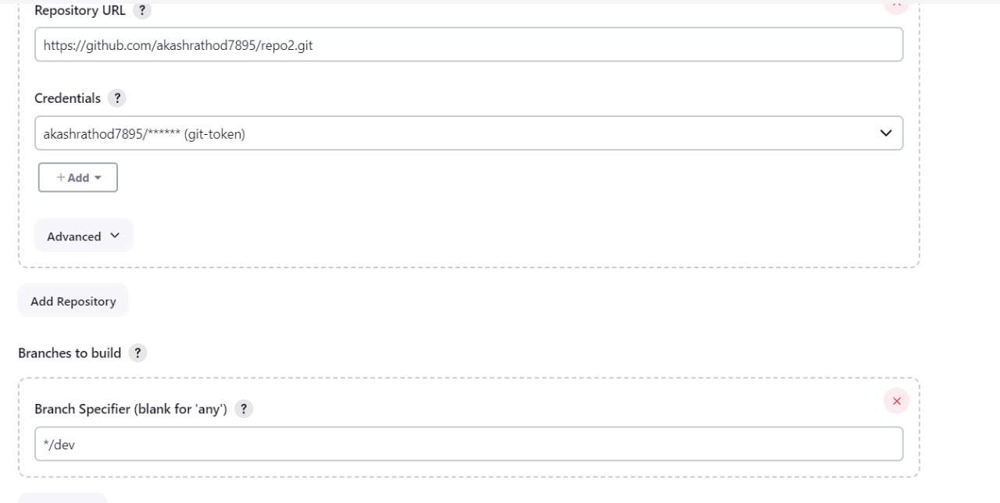 Repository URL ?
https://github.com/akashrathod7895/repo2.git
Credentials ?
akashrathod7895/****** (git-token)
+ Add
Advanced
Add Repository
Branches to build ?
Branch Specifier (blank for 'any') ?
*/dev